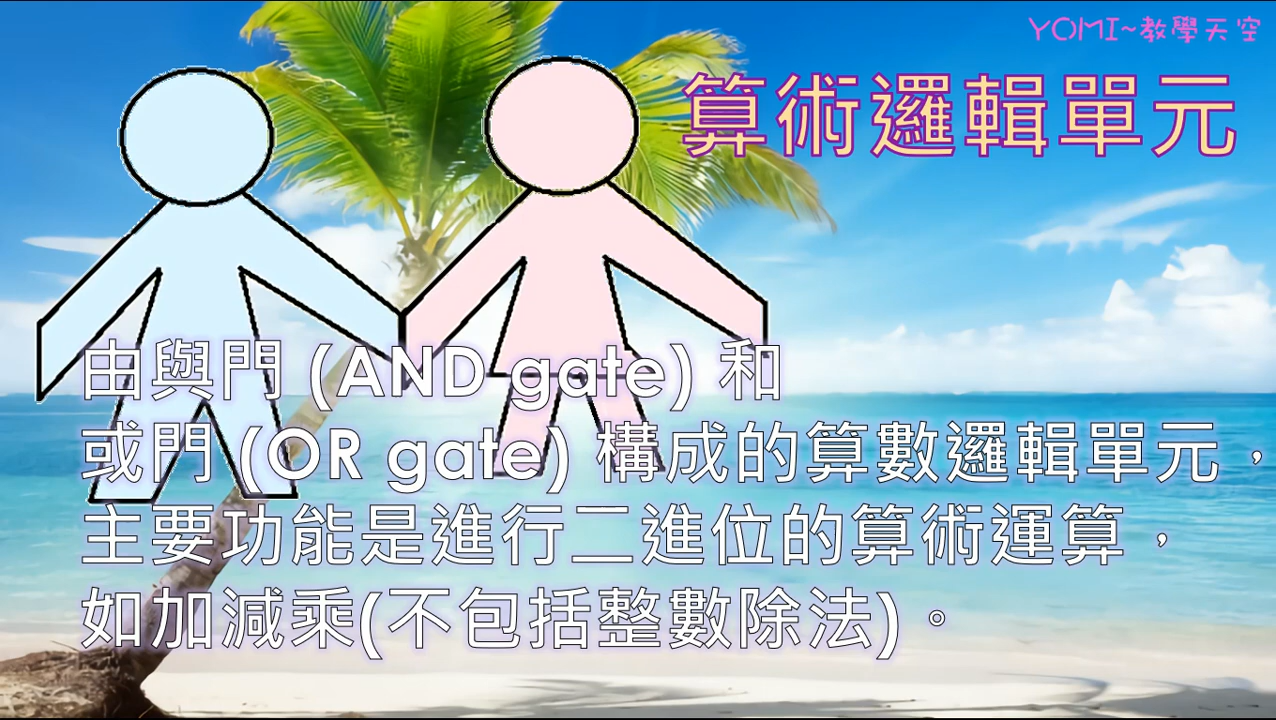 YOMI~教學天空
算術邏輯單元
由與門 (AND gate) 和
或門 (OR gate) 構成的算數邏輯單元，
主要功能是進行二進位的算術運算，
如加減乘(不包括整數除法)。